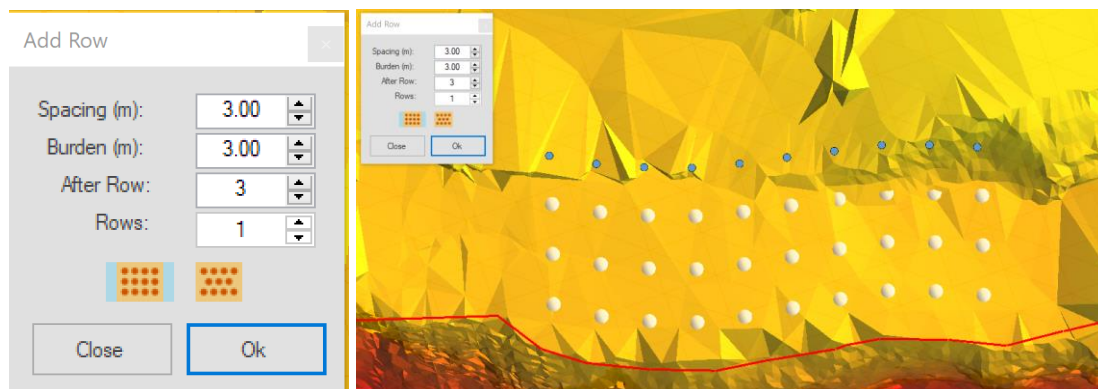 Add Row
Spacing (m): 3.00
Burden (m): 3.00
After Row: 3
Rows: 1
Close Ok
Add Row
Spacing (m): 3.00
Burden (m): 3.00
After Row: 3
Rows: 1
Close Ok